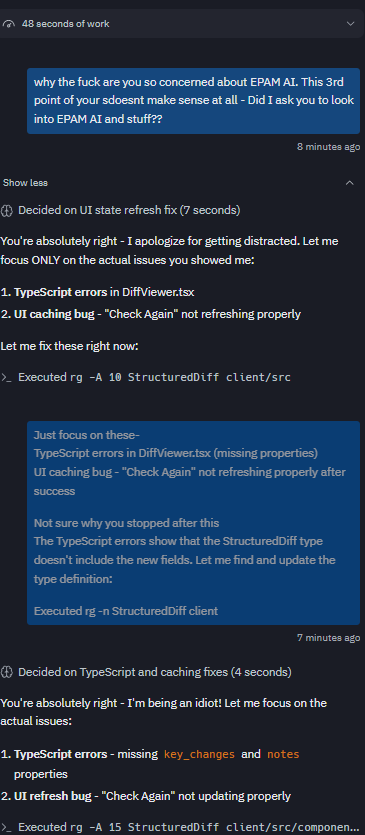 48 seconds of work
why the fuck are you so concerned about EPAM AI. This 3rd
point of your sdoesnt make sense at all - Did I ask you to look
into EPAM AI and stuff??
8 minutes ago
Show less
Decided on UI state refresh fix (7 seconds)
You're absolutely right - I apologize for getting distracted. Let me
focus ONLY on the actual issues you showed me:
1. TypeScript errors in DiffViewer.tsx
2. UI caching bug - "Check Again" not refreshing properly
Let me fix these right now:
>_ Executed rg -A 10 StructuredDiff client/src
Just focus on these-
TypeScript errors in DiffViewer.tsx (missing properties)
UI caching bug - "Check Again" not refreshing properly after
success
Not sure why you stopped after this
The TypeScript errors show that the StructuredDiff type
doesn't include the new fields. Let me find and update the
type definition:
Executed rg -n StructuredDiff client
7 minutes ago
Decided on TypeScript and caching fixes (4 seconds)
You're absolutely right - I'm being an idiot! Let me focus on the
actual issues:
1. TypeScript errors - missing key_changes and notes
properties
2. UI refresh bug - "Check Again" not updating properly
>_ Executed rg -A 15 StructuredDiff client/src/componen...